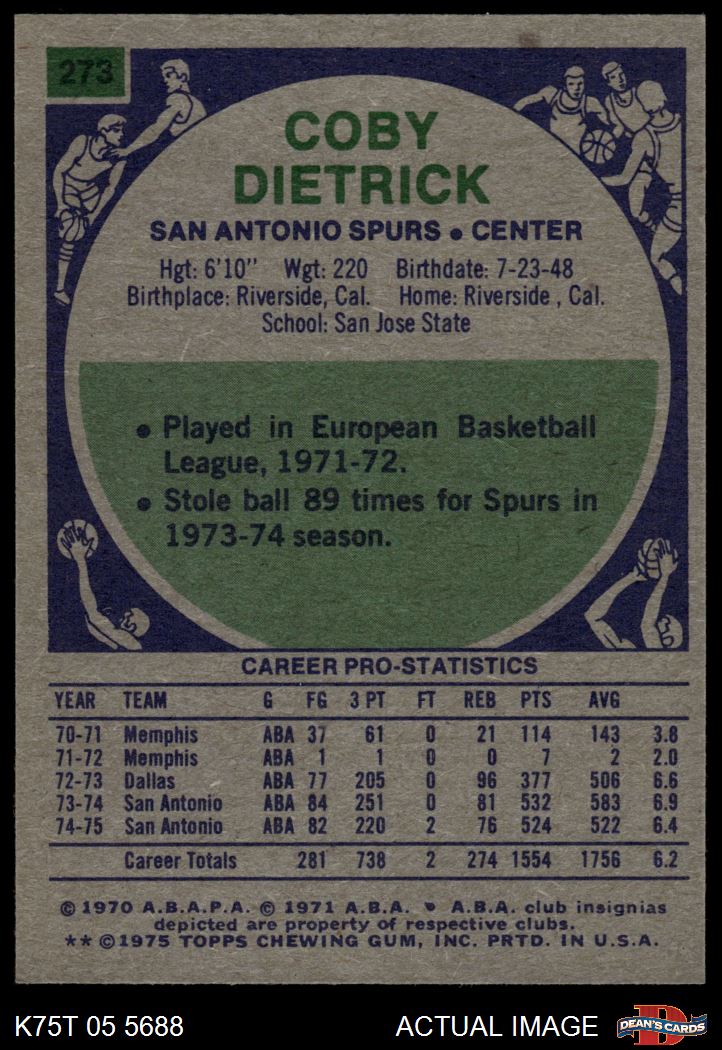 273
COBY
DIETRICK
SAN ANTONIO SPURS • CENTER
Hgt: 6'10" Wgt: 220 Birthdate: 7-23-48
Birthplace: Riverside, Cal. Home: Riverside , Cal.
School: San Jose State
• Played in European Basketball
League, 1971-72.
• Stole ball 89 times for Spurs in
1973-74 season.
CAREER PRO-STATISTICS
YEAR TEAM G FG 3 PT FT REB PTS AVG
70-71 Memphis ABA 37 61 0 21 114 143 3.8
71-72 Memphis ABA 1 1 0 0 7 2 2.0
72-73 Dallas ABA 77 205 0 96 377 506 6.6
73-74 San Antonio ABA 84 251 0 81 532 583 6.9
74-75 San Antonio ABA 82 220 2 76 524 522 6.4
Career Totals 281 738 2 274 1554 1756 6.2
© 1970 A.B.A.P.A. © 1971 A.B.A. • A.B.A. club insignias
depicted are property of respective clubs.
** © 1975 TOPPS CHEWING GUM, INC. PRTD. IN U.S.A.
K75T 05 5688 ACTUAL IMAGE D DEAN'S CARDS